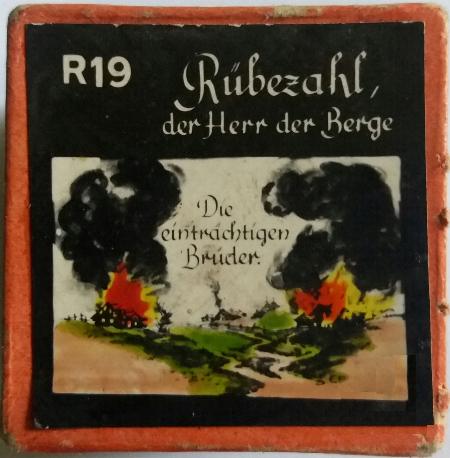 R19
Rübezahl,
der Herr der Berge
Die
einträchtigen
Brüder.